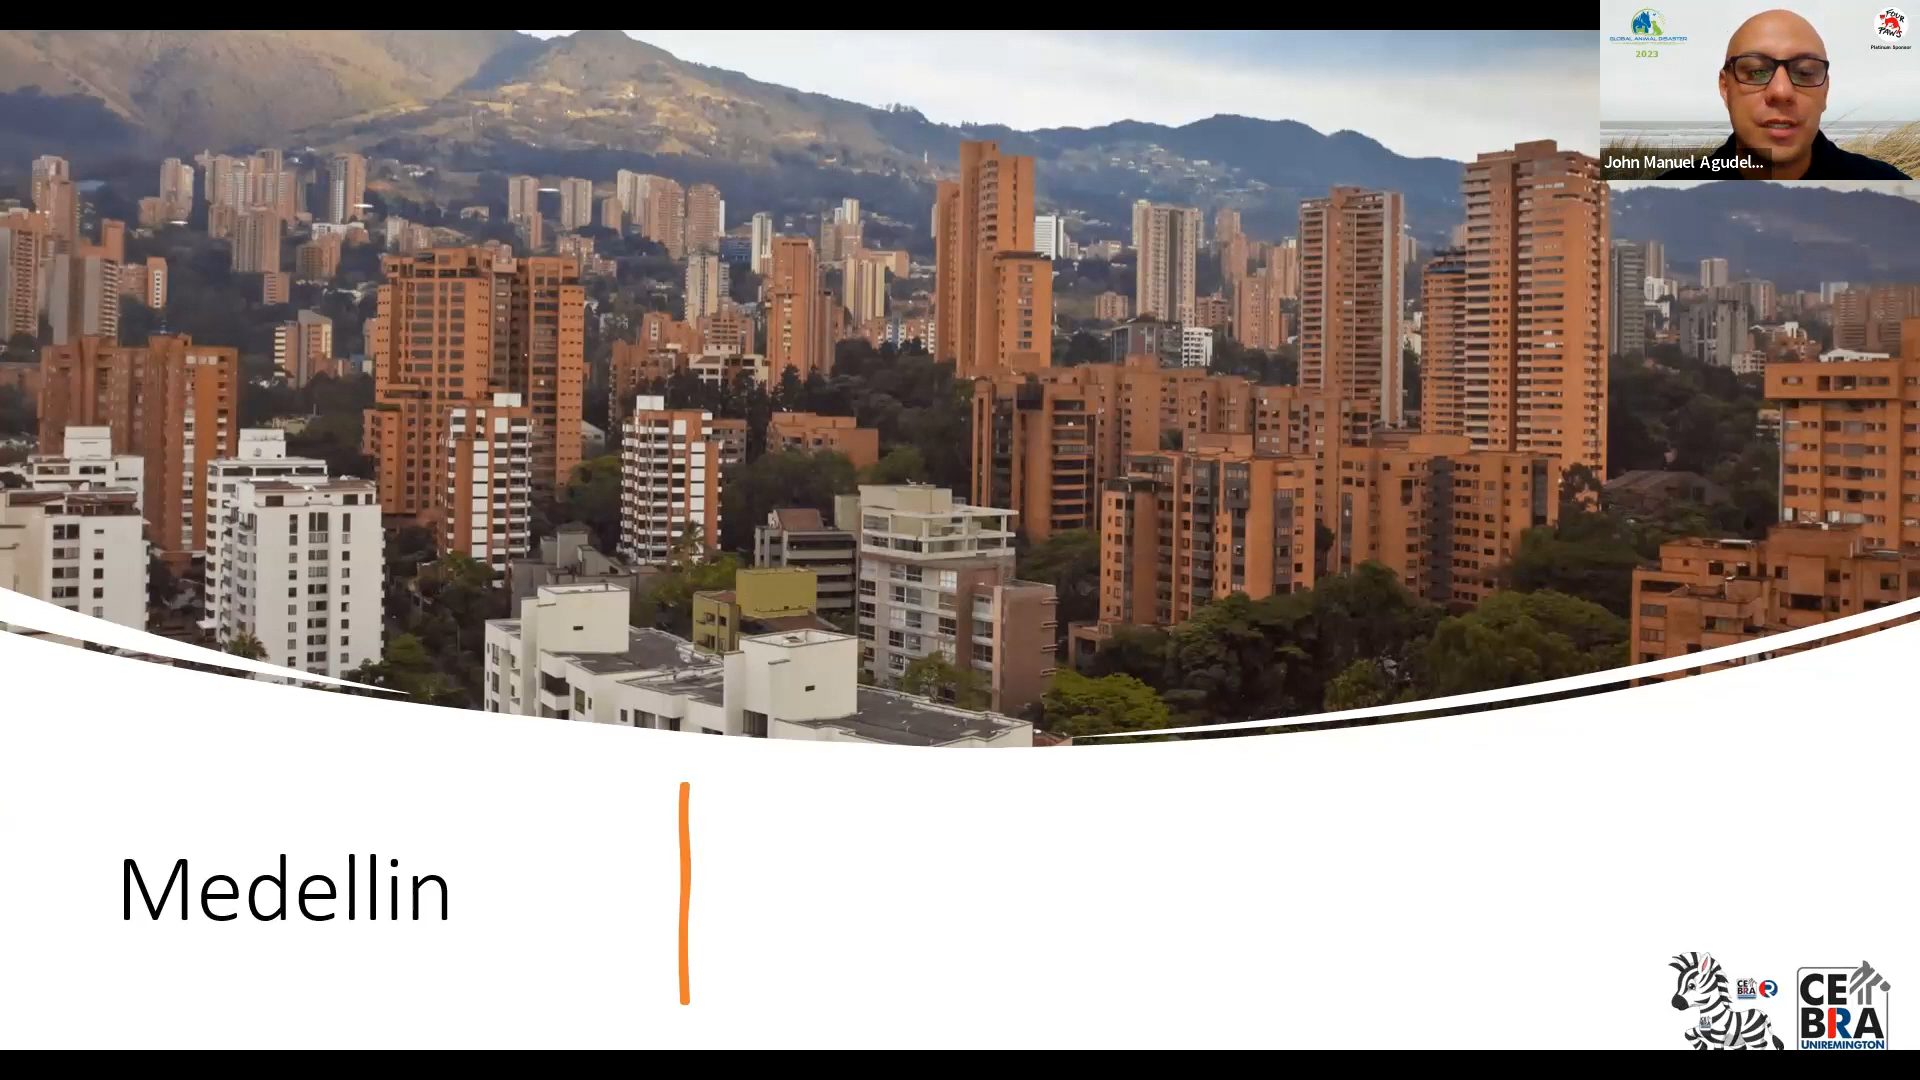 GLOBAL ANIMAL DISASTER
2023
FOUR
PAWS
Platinum Sponsor
John Manuel Agudel...
Medellin
CE
BRA
CE
BRA
UNIREMINGTON